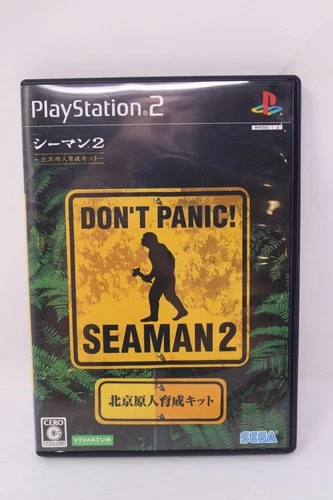 PlayStation 2
NTSC J
シーマン2
~北京原人育成キット~
DON'T PANIC!
SEAMAN 2
北京原人育成キット
CERO
C
VIVARIUM
SEGA